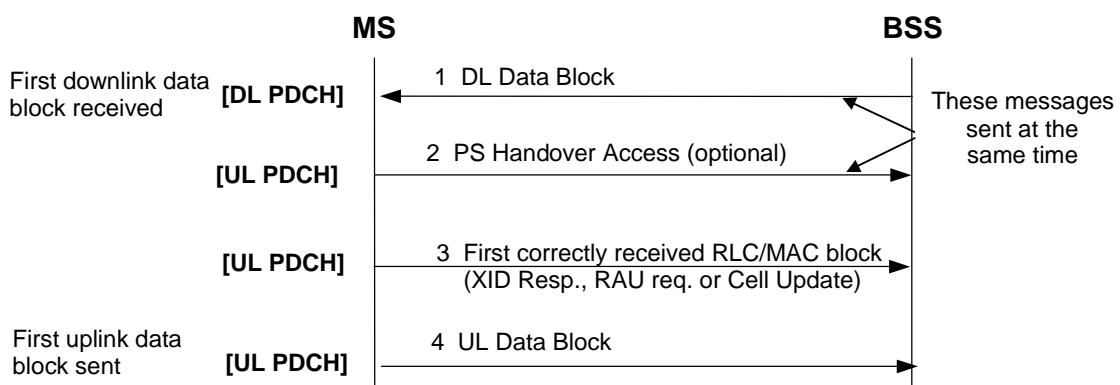 MS
BSS
First downlink data
block received
[DL PDCH]
1 DL Data Block
These messages
sent at the
same time
2 PS Handover Access (optional)
[UL PDCH]
3 First correctly received RLC/MAC block
(XID Resp., RAU req. or Cell Update)
[UL PDCH]
First uplink data
block sent
4 UL Data Block
[UL PDCH]